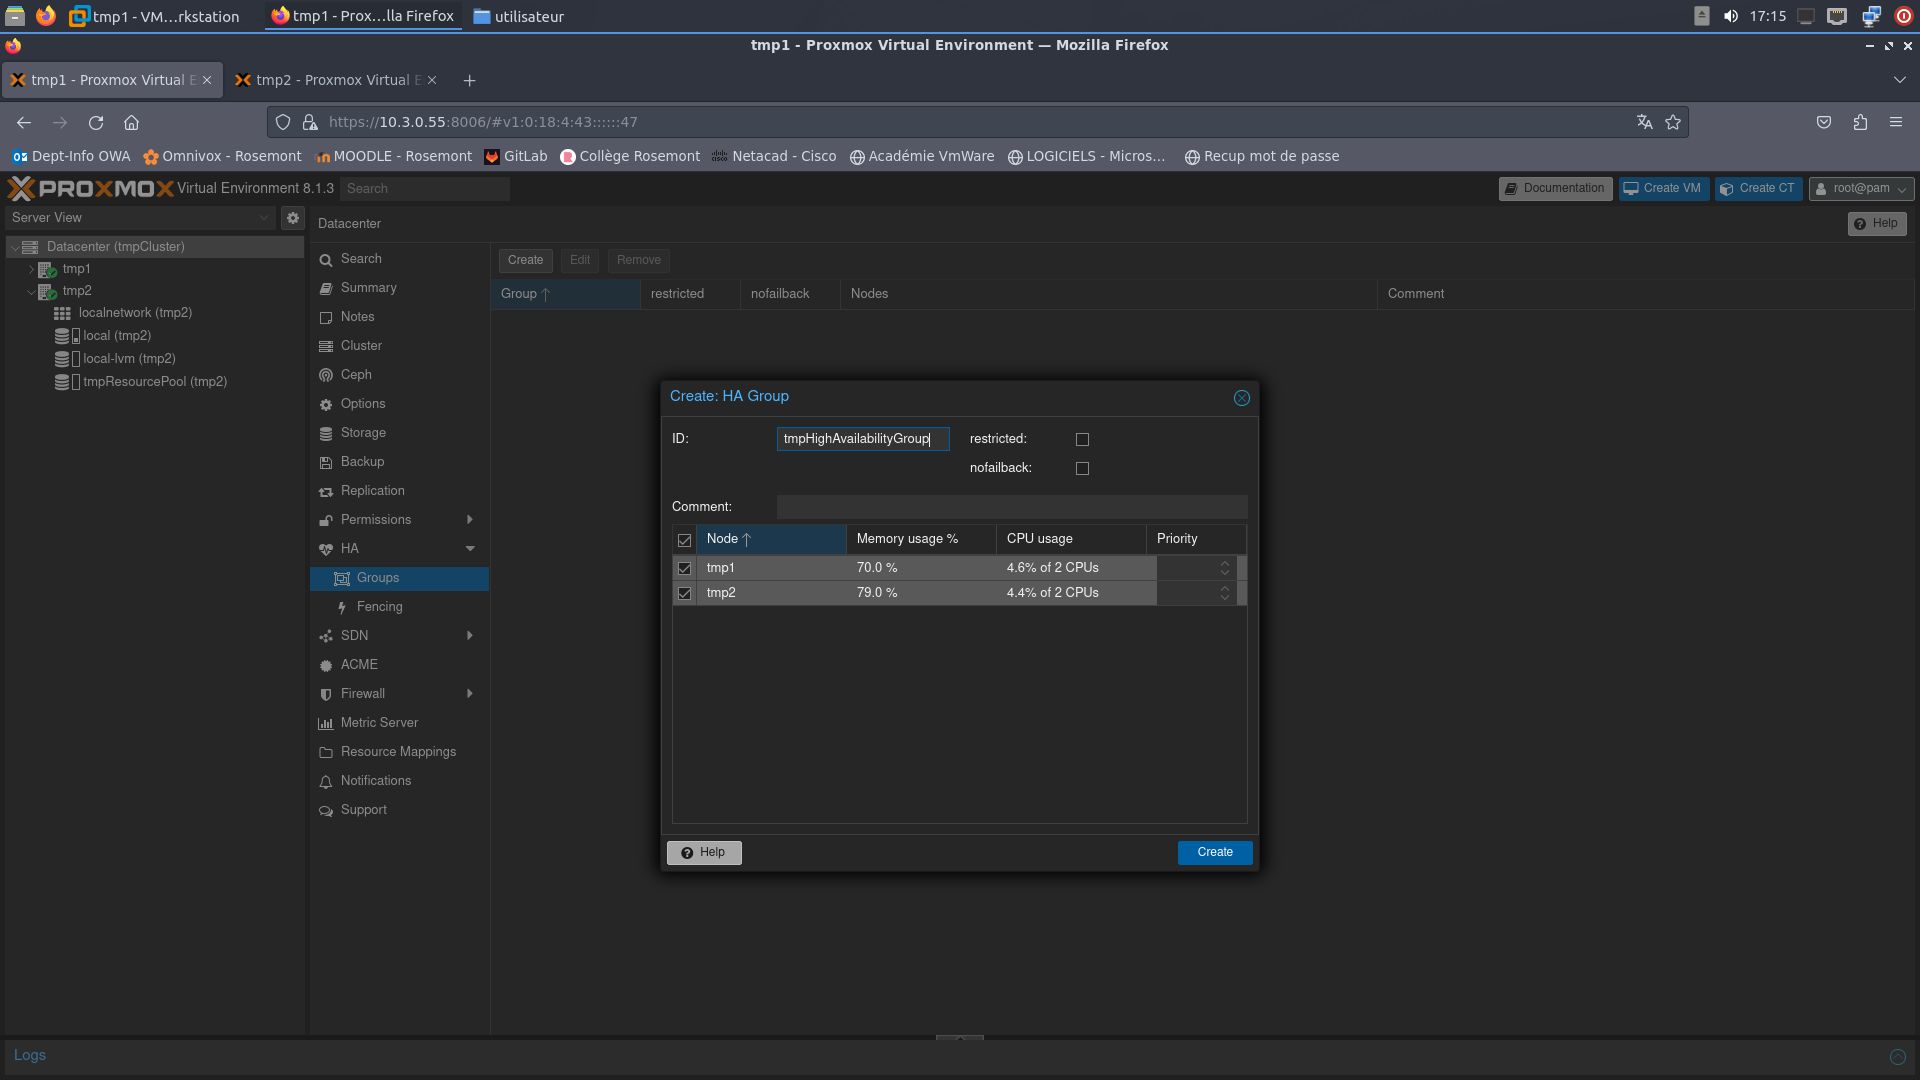 tmp1 - VM...rkstation
tmp1 - Prox...lla Firefox
utilisateur
17:15
tmp1 - Proxmox Virtual Environment — Mozilla Firefox
tmp1 - Proxmox Virtual E
tmp2 - Proxmox Virtual E
https://10.3.0.55:8006/#v1:0:18:4:43::::::47
Dept-Info OWA
Omnivox - Rosemont
MOODLE - Rosemont
GitLab
Collège Rosemont
Netacad - Cisco
Académie VmWare
LOGICIELS - Micros...
Recup mot de passe
PROXMOX Virtual Environment 8.1.3
Search
Documentation
Create VM
Create CT
root@pam
Server View
Datacenter
Help
Datacenter (tmpCluster)
tmp1
tmp2
localnetwork (tmp2)
local (tmp2)
local-lvm (tmp2)
tmpResourcePool (tmp2)
Search
Summary
Notes
Cluster
Ceph
Options
Storage
Backup
Replication
Permissions
HA
Groups
Fencing
SDN
ACME
Firewall
Metric Server
Resource Mappings
Notifications
Support
Create
Edit
Remove
Group
restricted
nofailback
Nodes
Comment
Create: HA Group
ID:
tmpHighAvailabilityGroup
restricted:
nofailback:
Comment:
Node
Memory usage %
CPU usage
Priority
tmp1
70.0 %
4.6% of 2 CPUs
tmp2
79.0 %
4.4% of 2 CPUs
Help
Create
Logs